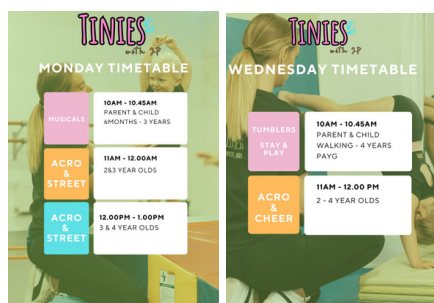 TINIES
with JP
MONDAY TIMETABLE
MUSICALS
10AM - 10.45AM
PARENT & CHILD
6MONTHS - 3 YEARS
ACRO
&
STREET
11AM - 12.00AM
2&3 YEAR OLDS
ACRO
&
STREET
12.00PM - 1.00PM
3 & 4 YEAR OLDS
TINIES
with JP
WEDNESDAY TIMETABLE
TUMBLERS
STAY &
PLAY
10AM - 10.45AM
PARENT & CHILD
WALKING - 4 YEARS
PAYG
ACRO
&
CHEER
11AM - 12.00 PM
2 - 4 YEAR OLDS